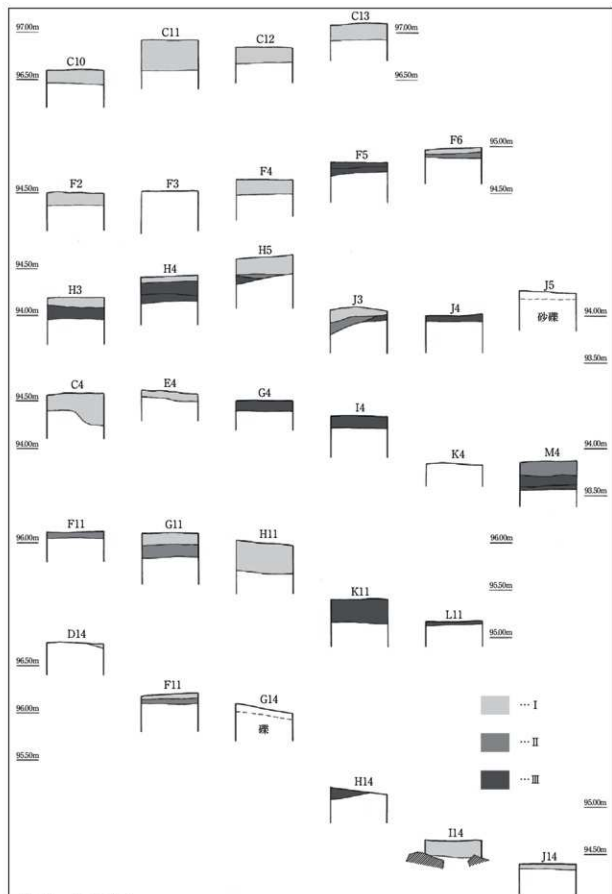 97.00m
C11
C12
C13
97.00m
96.50m
C10
96.50m
F6
95.00m
F5
94.50m
F2
F3
F4
94.50m
94.50m
H3
H4
H5
94.00m
J3
J4
J5
94.00m
砂礫
93.50m
C4
E4
94.50m
G4
I4
94.00m
K4
M4
94.00m
93.50m
F11
G11
H11
96.00m
96.00m
95.50m
K11
L11
95.00m
D14
96.50m
F11
G14
96.00m
礫
…Ⅰ
…Ⅱ
…Ⅲ
95.50m
H14
95.00m
I14
J14
94.50m